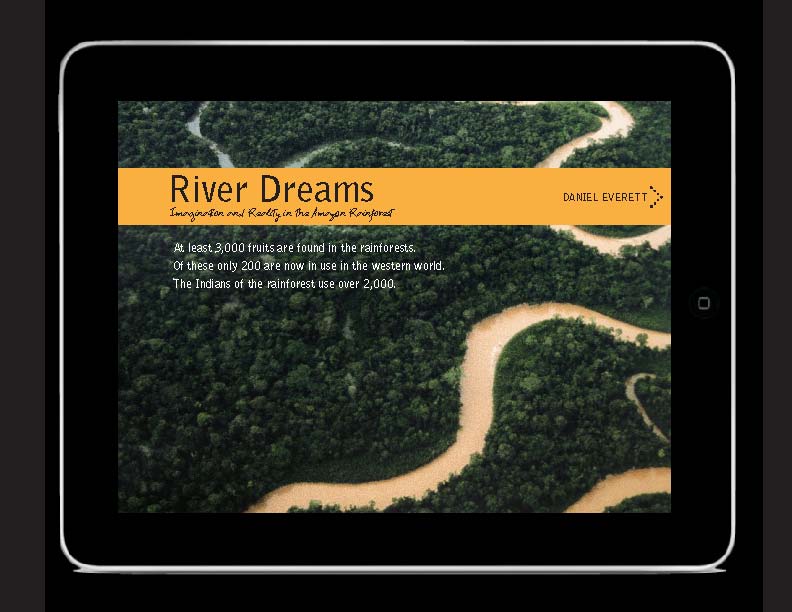 River Dreams
Imagination and Reality in the Amazon Rainforest
DANIEL EVERETT
At least 3,000 fruits are found in the rainforests.
Of these only 200 are now in use in the western world.
The Indians of the rainforest use over 2,000.